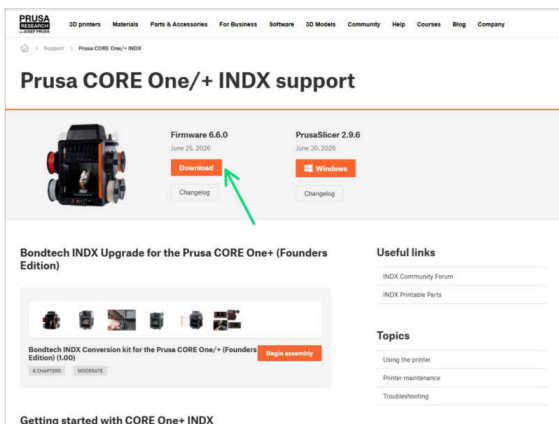 PRUSA
RESEARCH
by JOSEF PRUSA
3D printers Materials Parts & Accessories For Business Software 3D Models Community Help Courses Blog Company
Support > Prusa CORE One/+ INDX
Prusa CORE One/+ INDX support
Firmware 6.6.0
June 25, 2026
Download
Changelog
PrusaSlicer 2.9.6
June 30, 2026
Windows
Changelog
Bondtech INDX Upgrade for the Prusa CORE One+ (Founders
Edition)
Bondtech INDX Conversion kit for the Prusa CORE One/+ (Founders
Edition) (1.00)
Begin assembly
6 CHAPTERS MODERATE
Useful links
INDX Community Forum
INDX Printable Parts
Topics
Using the printer
Printer maintenance
Troubleshooting
Getting started with CORE One+ INDX